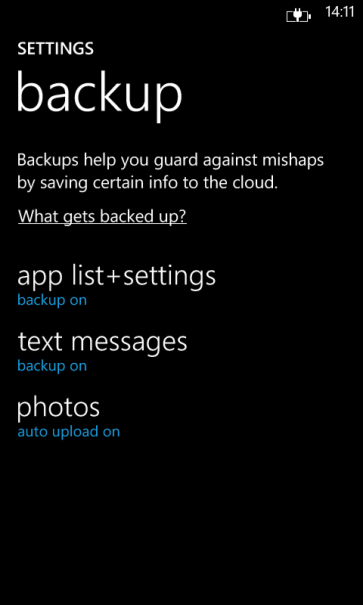 14:11
SETTINGS
backup
Backups help you guard against mishaps
by saving certain info to the cloud.
What gets backed up?
app list+settings
backup on
text messages
backup on
photos
auto upload on